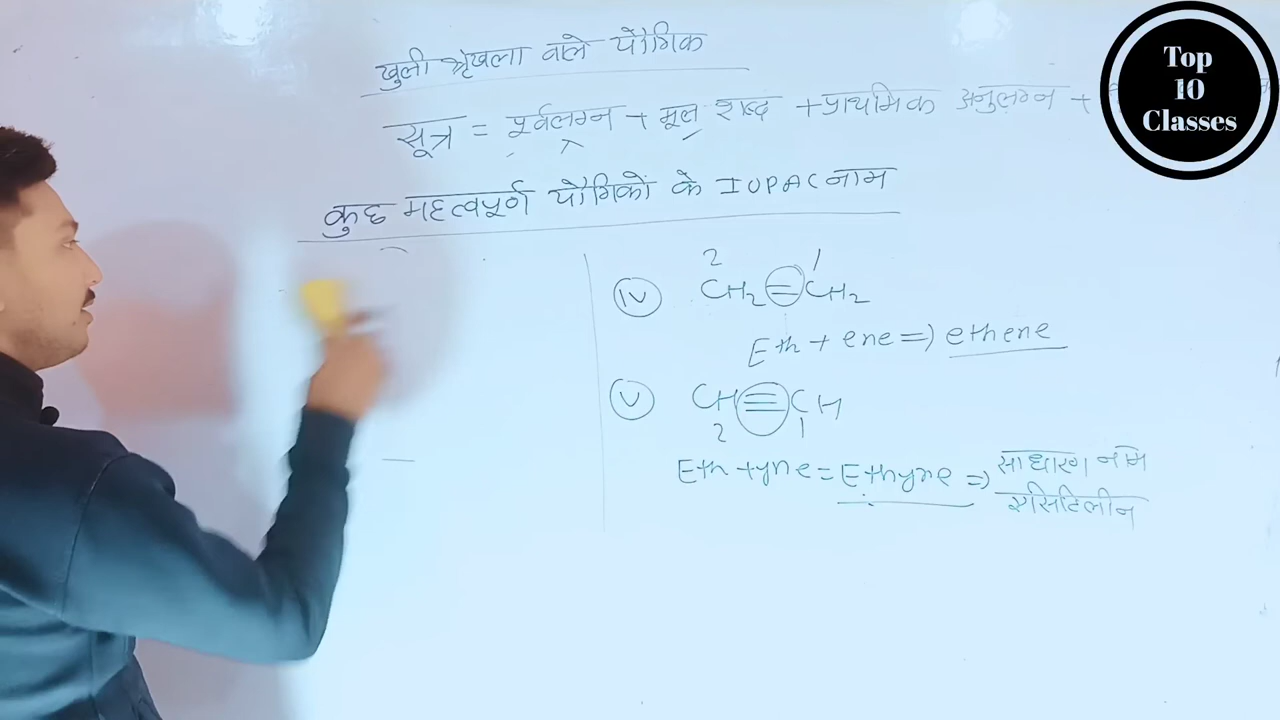 खुली श्रृंखला वाले यौगिक
सूत्र = पूर्वलग्न + मूल शब्द + प्राथमिक अनुलग्न +
कुछ महत्वपूर्ण यौगिकों के IUPAC नाम
2 1
(IV) CH₂=CH₂
Eth + ene => ethene
(V) CH≡CH
2 1
Eth + yne = Ethyne => साधारण नाम
एसिटिलीन
Top
10
Classes